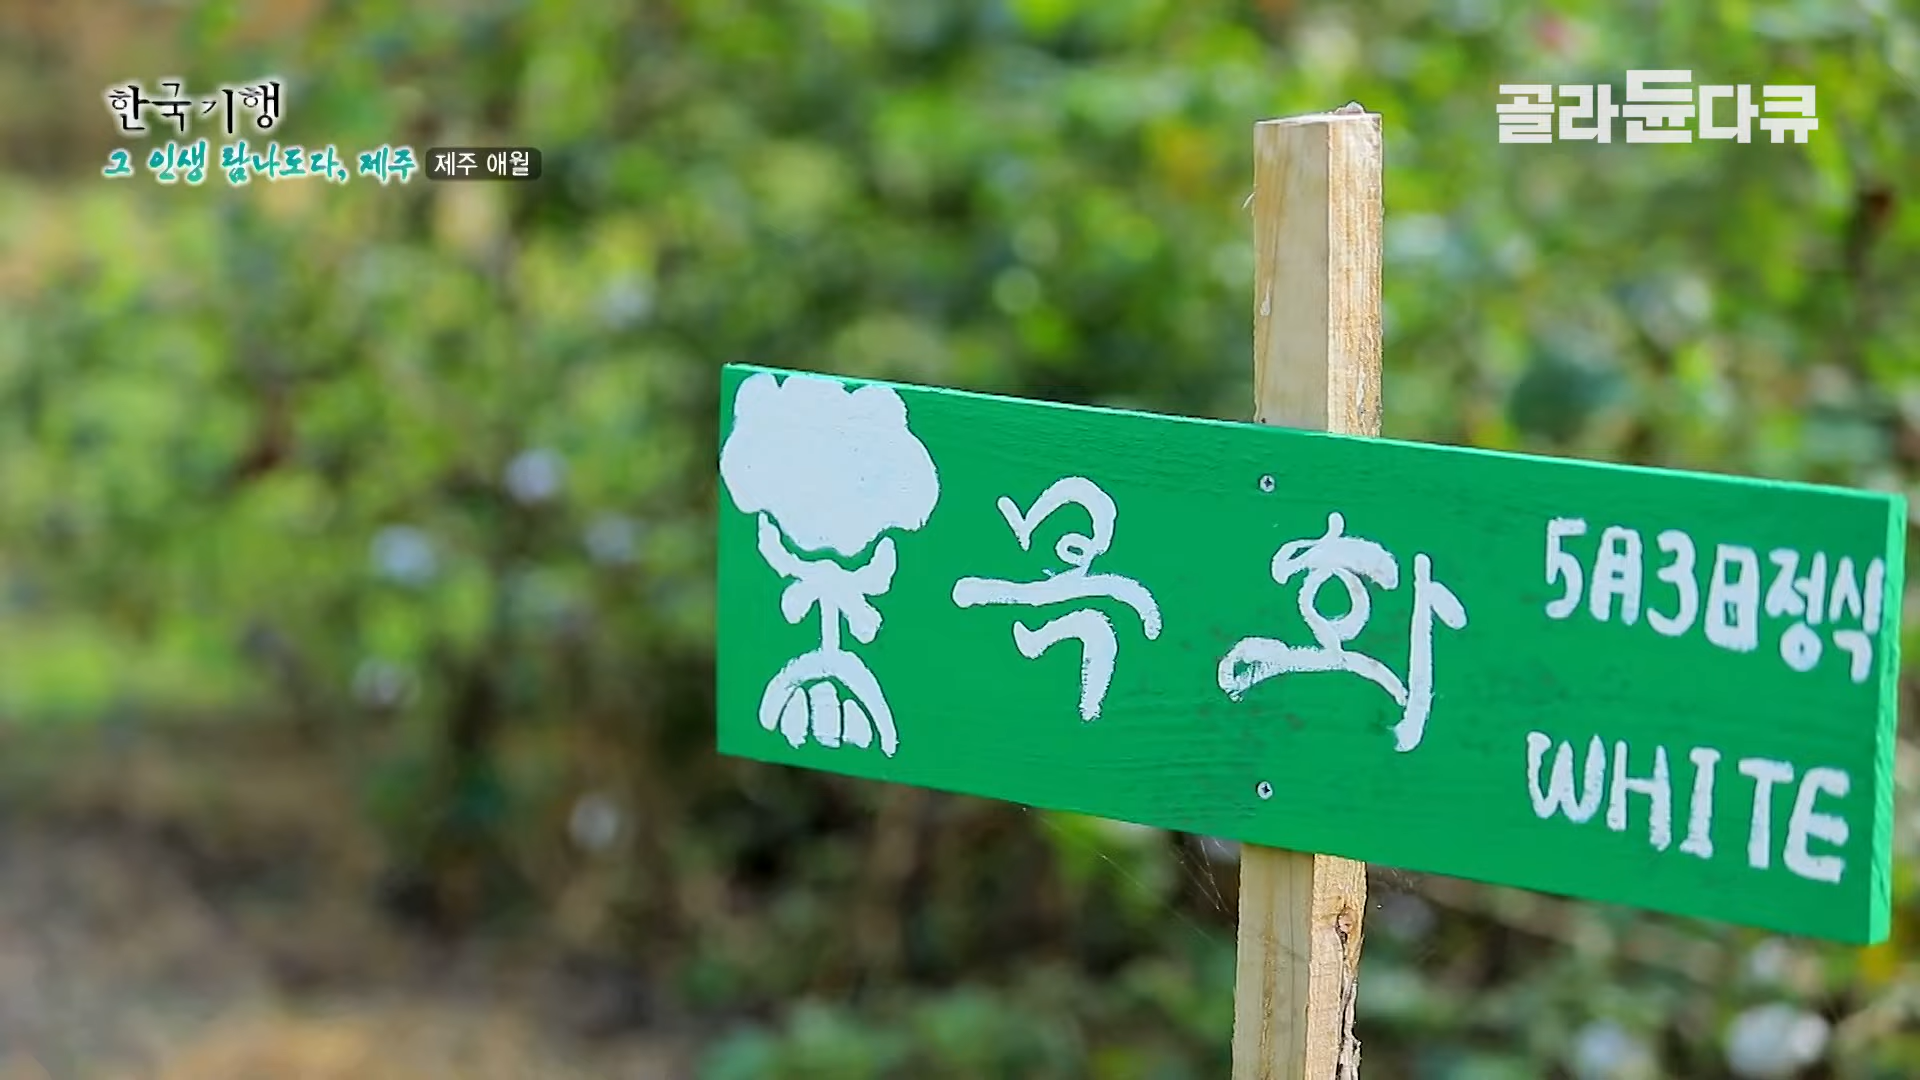 한국기행
그 인생 탐나도다, 제주 제주 애월
골라둔다큐
목화
5月3日정식
WHITE